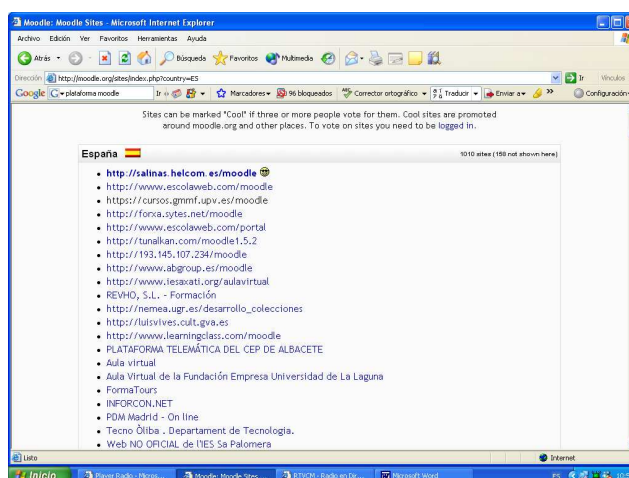 Moodle: Moodle Sites - Microsoft Internet Explorer
Archivo Edición Ver Favoritos Herramientas Ayuda
Atrás Búsqueda Favoritos Multimedia
Dirección http://moodle.org/sites/index.php?country=ES Ir Vínculos
Google plataforma moodle Ir Marcadores 96 bloqueados Corrector ortográfico Traducir Enviar a Configuración
Sites can be marked "Cool" if three or more people vote for them. Cool sites are promoted
around moodle.org and other places. To vote on sites you need to be logged in.
España 1010 sites (158 not shown here)
http://salinas.helcom.es/moodle
http://www.escolaweb.com/moodle
https://cursos.gmmf.upv.es/moodle
http://forxa.sytes.net/moodle
http://www.escolaweb.com/portal
http://tunalkan.com/moodle1.5.2
http://193.145.107.234/moodle
http://www.abgroup.es/moodle
http://www.iesaxati.org/aulavirtual
REVHO, S.L. - Formación
http://nemea.ugr.es/desarrollo_colecciones
http://luisvives.cult.gva.es
http://www.learningclass.com/moodle
PLATAFORMA TELEMÁTICA DEL CEP DE ALBACETE
Aula virtual
Aula Virtual de la Fundación Empresa Universidad de La Laguna
FormaTours
INFORCON.NET
PDM Madrid - On line
Tecno Òliba . Departament de Tecnologia.
Web NO OFICIAL de l'IES Sa Palomera
Listo Internet
Inicio Player Radio - Micros... Moodle: Moodle Sites... RTVCM - Radio en Dir... Microsoft Word ES